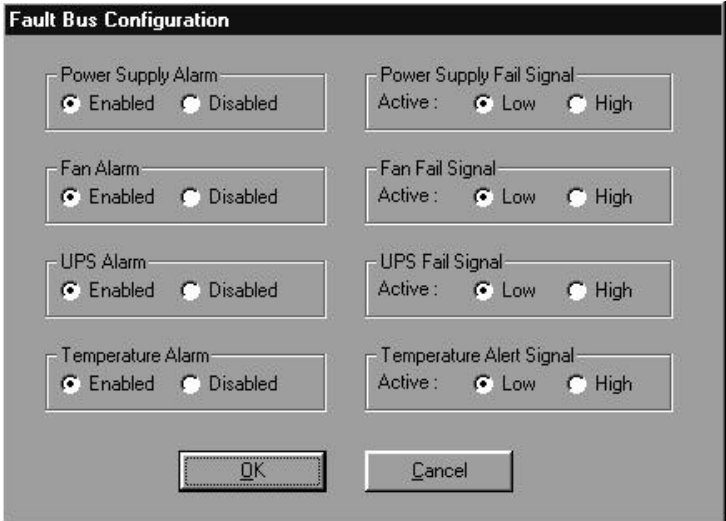 Fault Bus Configuration
Power Supply Alarm
Enabled Disabled
Power Supply Fail Signal
Active : Low High
Fan Alarm
Enabled Disabled
Fan Fail Signal
Active : Low High
UPS Alarm
Enabled Disabled
UPS Fail Signal
Active : Low High
Temperature Alarm
Enabled Disabled
Temperature Alert Signal
Active : Low High
OK Cancel